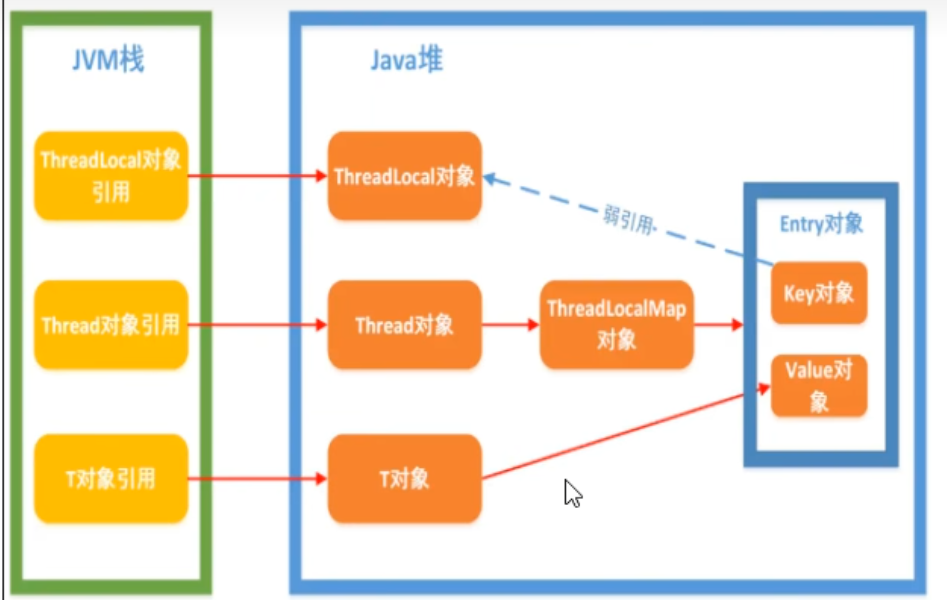 JVM栈
Java堆
ThreadLocal对象
引用
ThreadLocal对象
弱引用
Entry对象
Key对象
Thread对象引用
Thread对象
ThreadLocalMap
对象
Value对
象
T对象引用
T对象